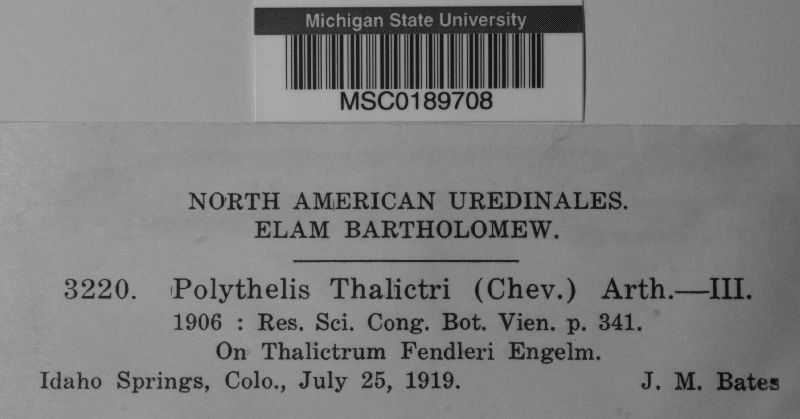 Michigan State University
MSC0189708
NORTH AMERICAN UREDINALES.
ELAM BARTHOLOMEW.
3220. Polythelis Thalictri (Chev.) Arth.—III.
1906 : Res. Sci. Cong. Bot. Vien. p. 341.
On Thalictrum Fendleri Engelm.
Idaho Springs, Colo., July 25, 1919. J. M. Bates